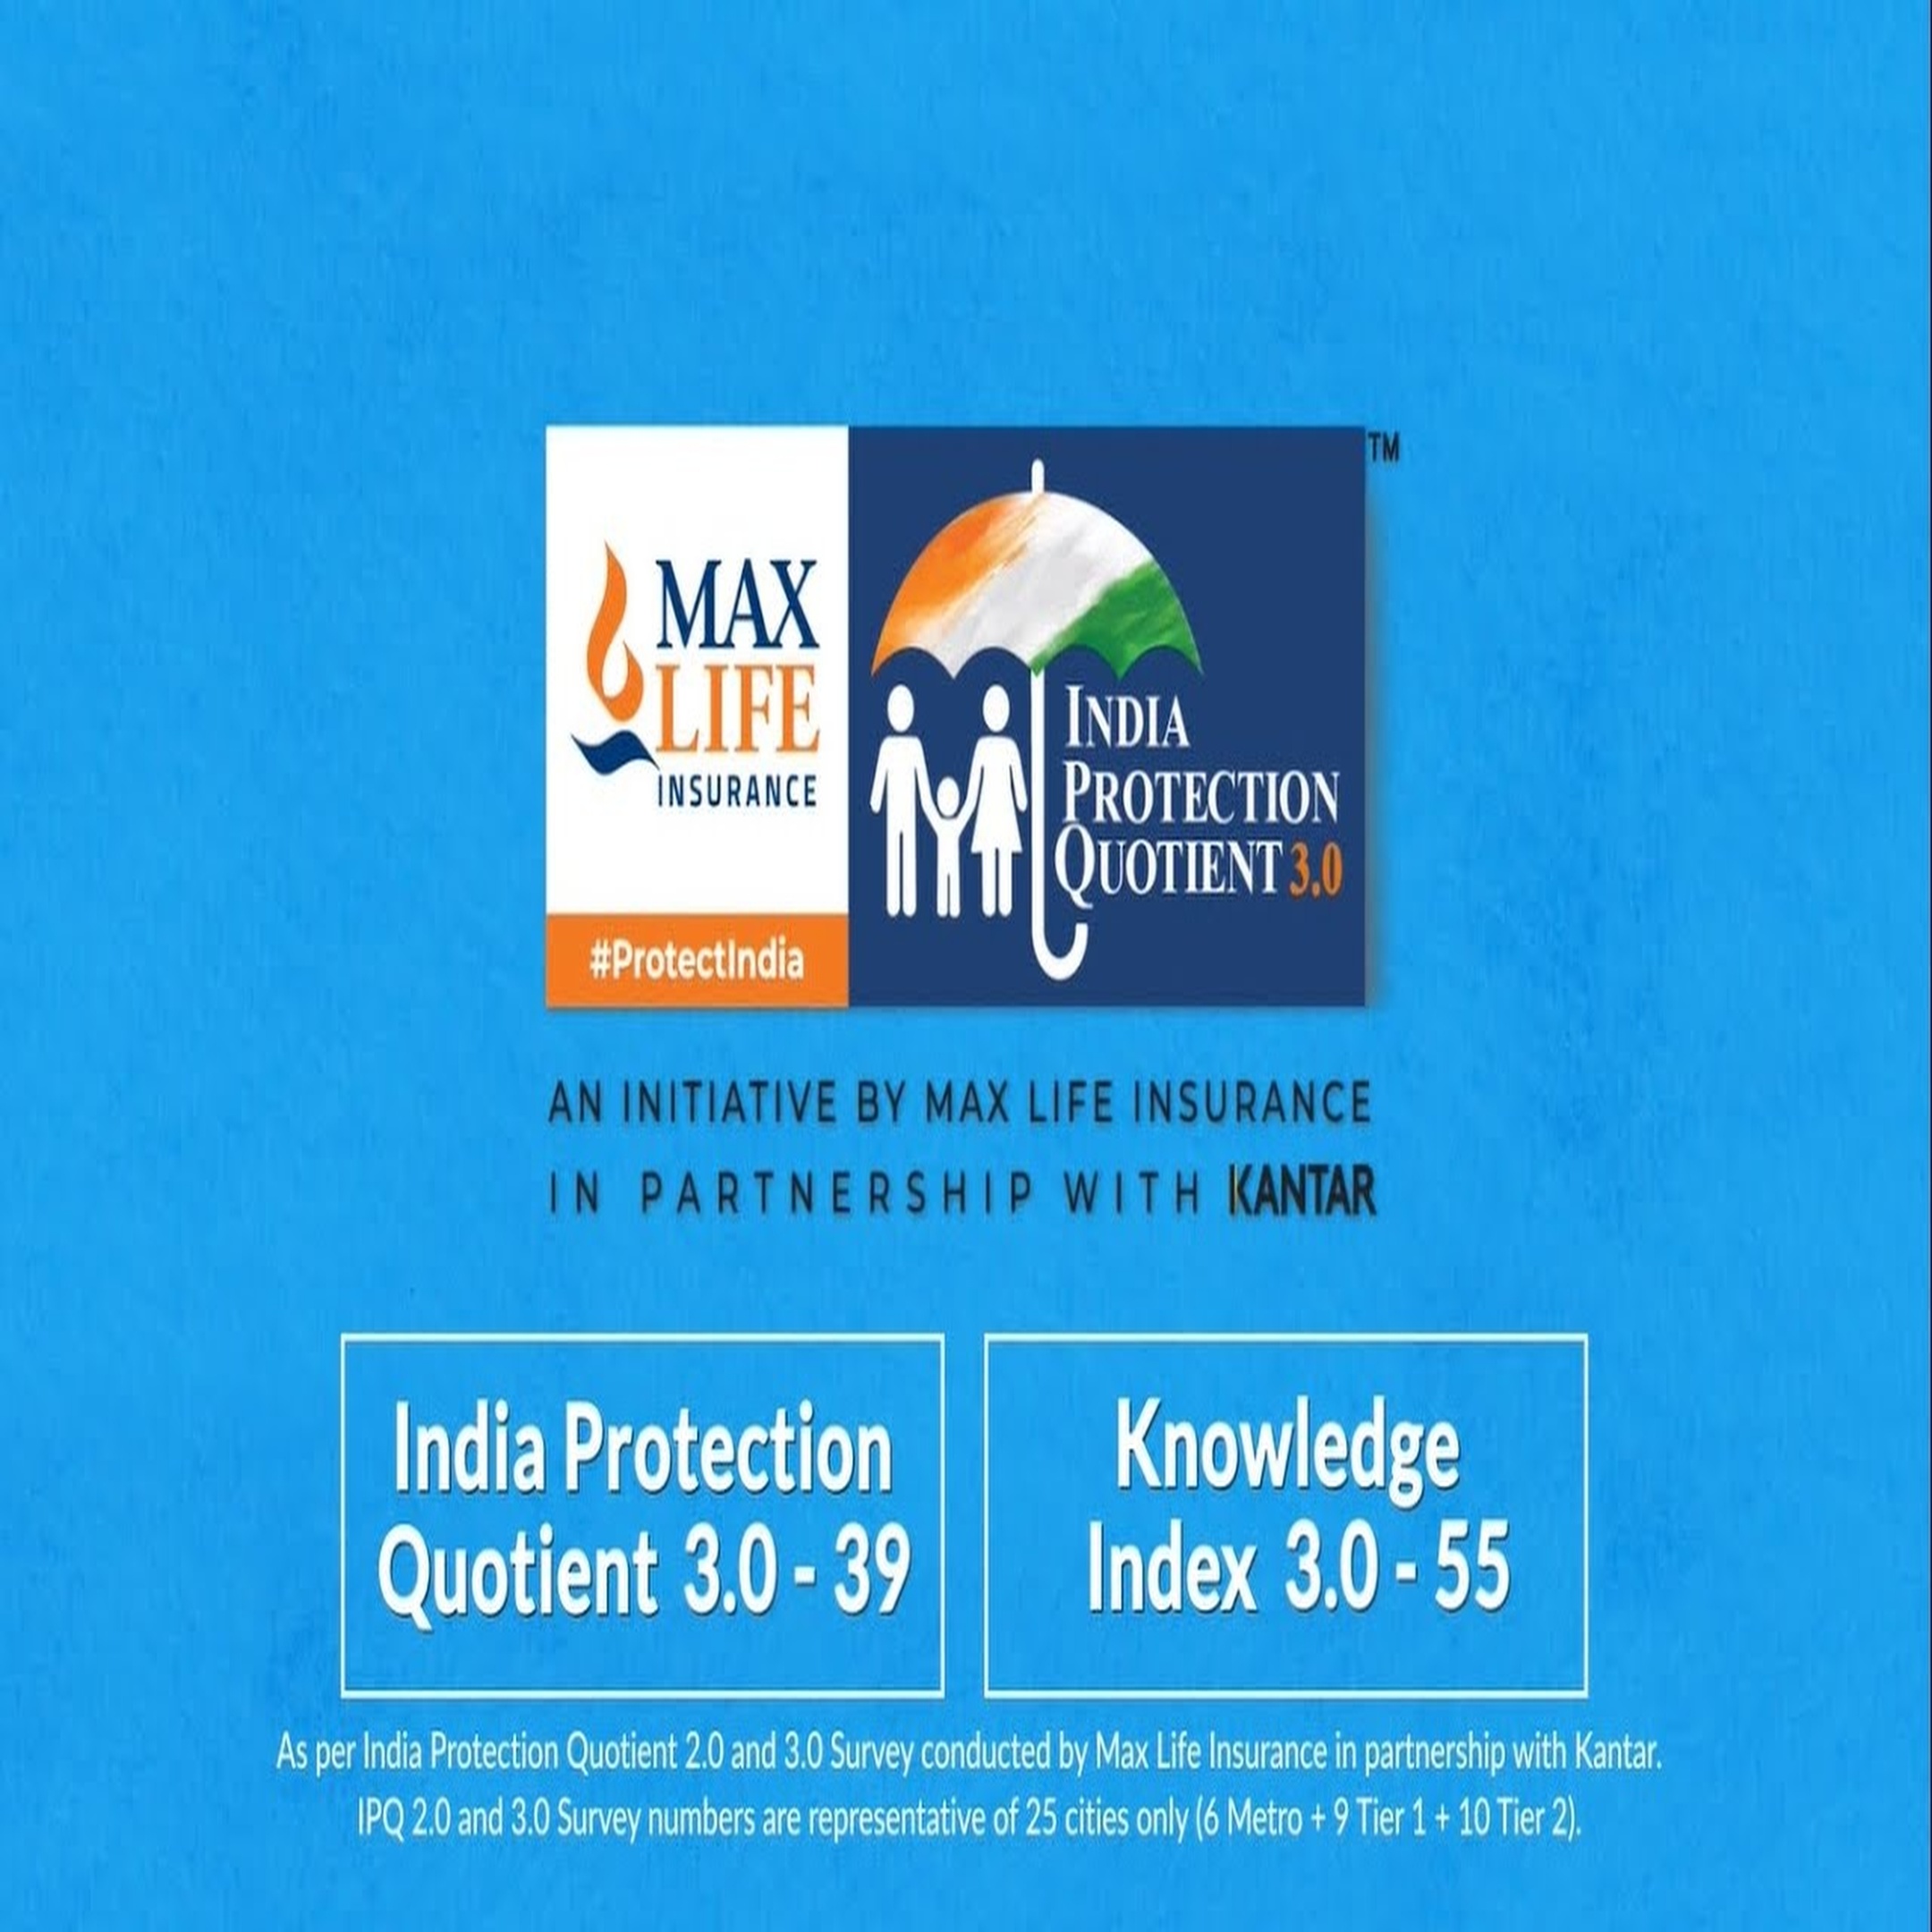 MAX
LIFE
INSURANCE
#ProtectIndia
INDIA
PROTECTION
QUOTIENT 3.0
TM
AN INITIATIVE BY MAX LIFE INSURANCE
IN PARTNERSHIP WITH KANTAR
India Protection
Quotient 3.0 - 39
Knowledge
Index 3.0 - 55
As per India Protection Quotient 2.0 and 3.0 Survey conducted by Max Life Insurance in partnership with Kantar.
IPQ 2.0 and 3.0 Survey numbers are representative of 25 cities only (6 Metro + 9 Tier 1 + 10 Tier 2).